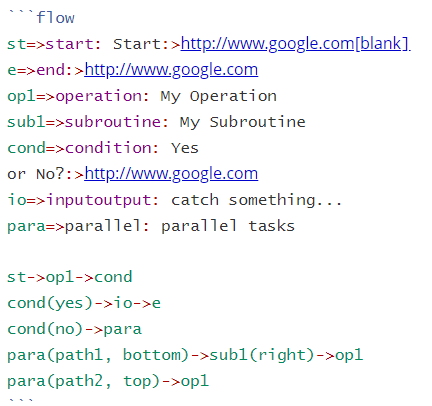 ```flow
st=>start: Start:>http://www.google.com[blank]
e=>end:>http://www.google.com
op1=>operation: My Operation
sub1=>subroutine: My Subroutine
cond=>condition: Yes
or No?:>http://www.google.com
io=>inputoutput: catch something...
para=>parallel: parallel tasks

st->op1->cond
cond(yes)->io->e
cond(no)->para
para(path1, bottom)->sub1(right)->op1
para(path2, top)->op1
```